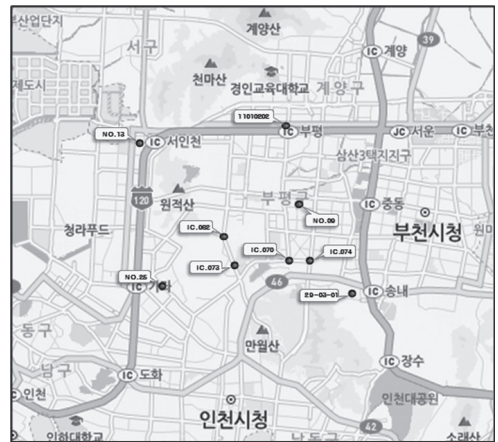 계양산
부산업단지
서구
IC 계양
39
천마산
경인교육대학교
계양구
제도시
11010202
NO.13
IC 서인천
IC 부평
JC 서운
IC 부천
삼산3택지지구
120
원적산
부평구
NO.09
IC 중동
부천시청
원미
청라푸드
IC.082
IC.070
IC.074
IC.073
NO.25
IC 가좌
46
29-03-01
IC 송내
동구
만월산
남구
IC 장수
IC 도화
인천
인천대공원
인천시청
42
인하대학교
남동구
소래산